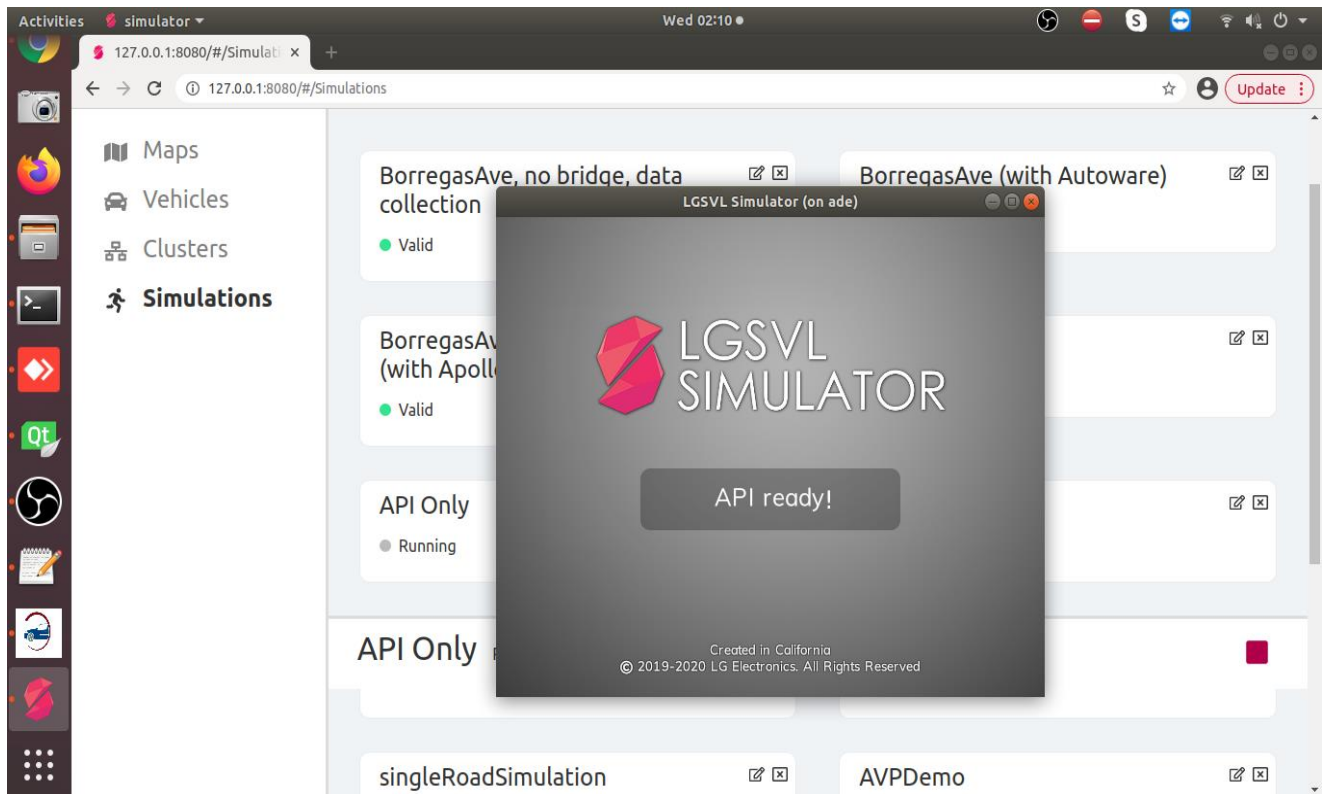 Activities simulator
Wed 02:10
127.0.0.1:8080/#/Simulati
127.0.0.1:8080/#/Simulations
Update
Maps
Vehicles
Clusters
Simulations
BorregasAve, no bridge, data
collection
Valid
BorregasAve (with Autoware)
BorregasAv
(with Apoll
Valid
API Only
Running
LGSVL Simulator (on ade)
LGSVL
SIMULATOR
API ready!
Created in California
© 2019-2020 LG Electronics. All Rights Reserved
API Only
singleRoadSimulation
AVPDemo